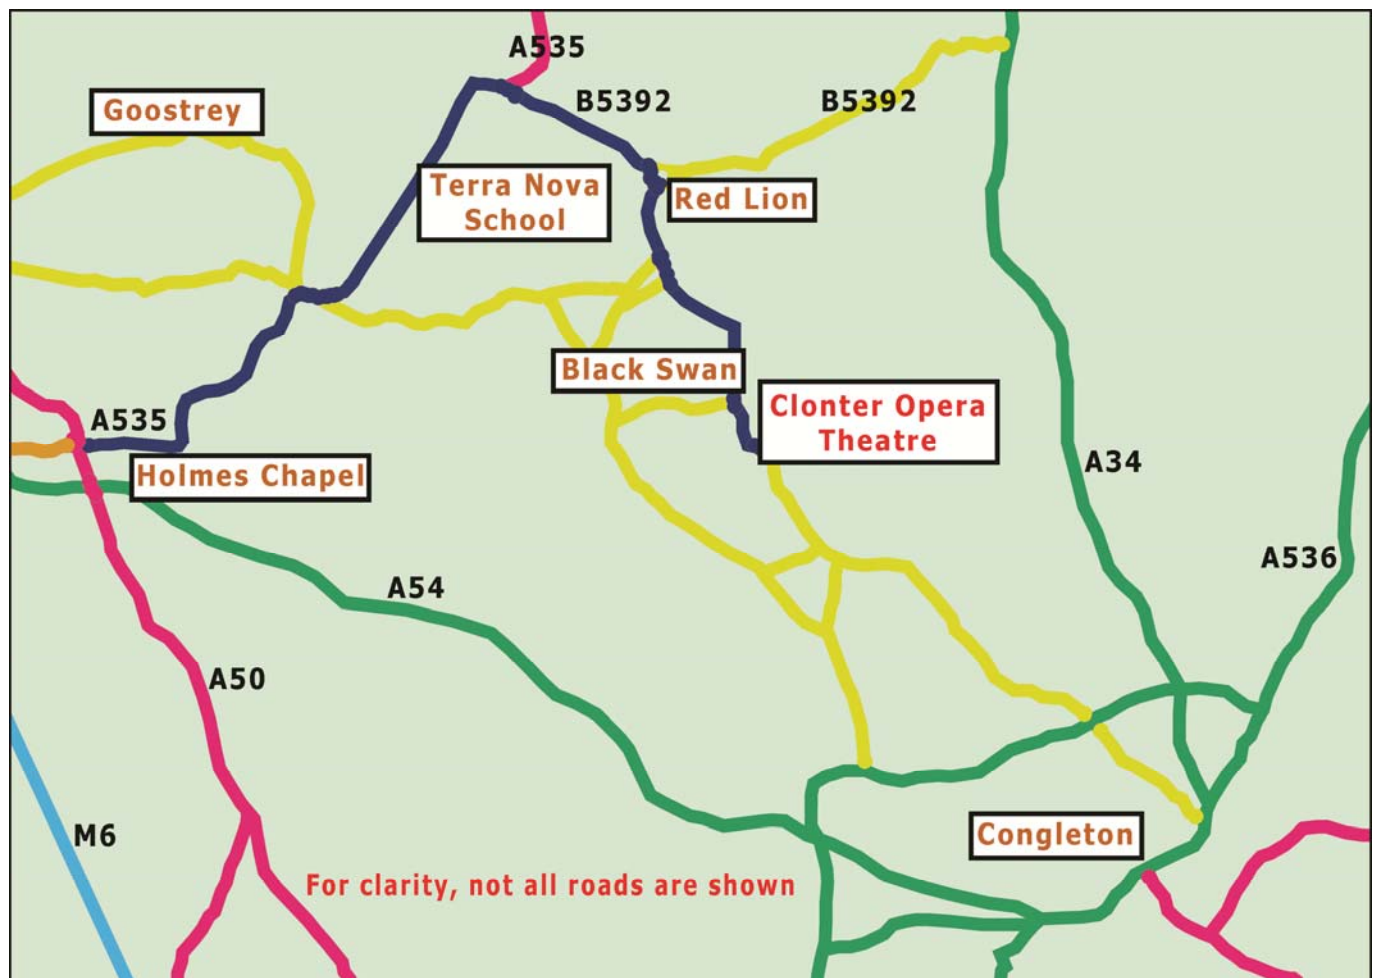 A535
Goostrey
B5392
B5392
Terra Nova
School
Red Lion
Black Swan
Clonter Opera
Theatre
A535
Holmes Chapel
A34
A536
A54
A50
M6
Congleton
For clarity, not all roads are shown